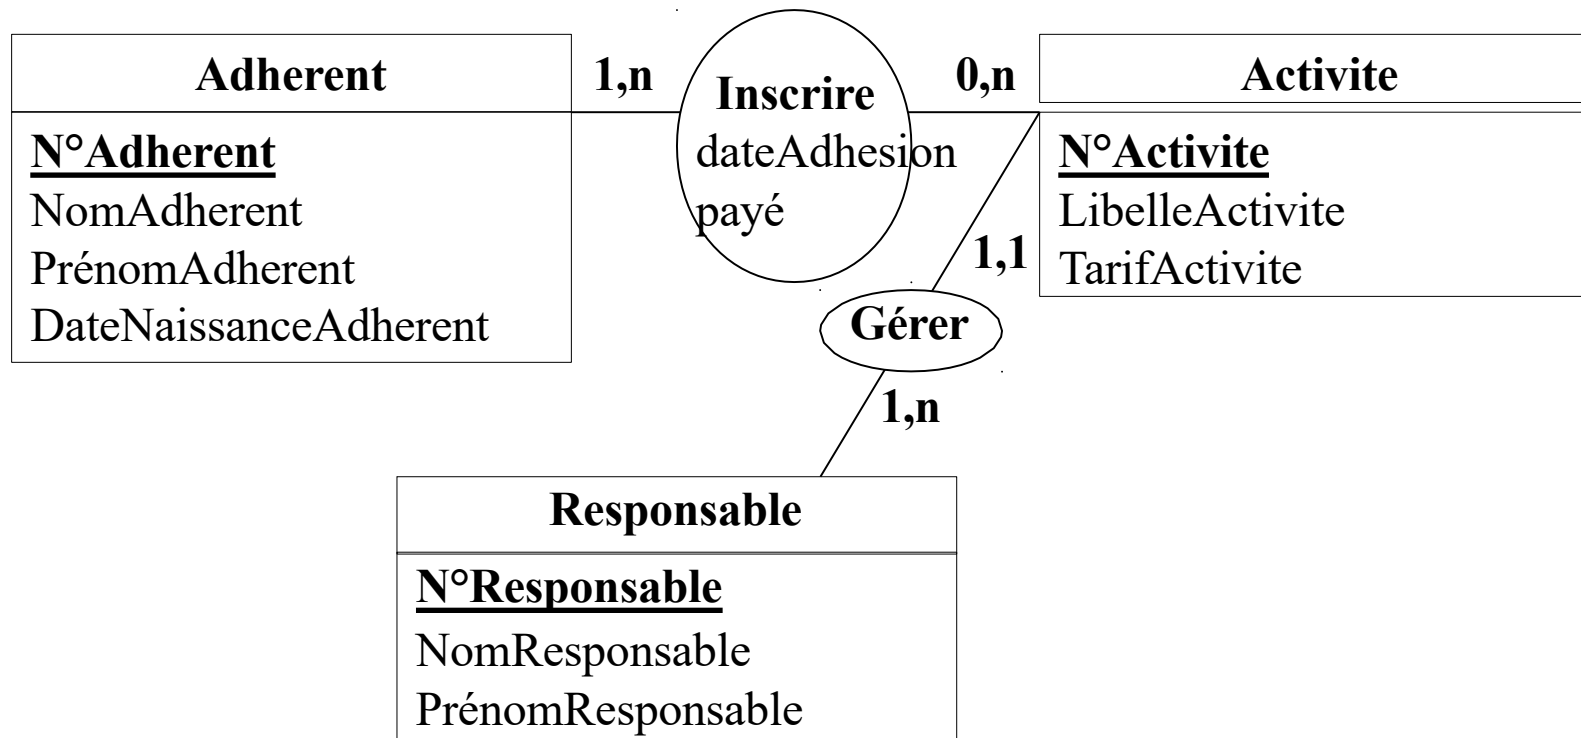 Adherent
N°Adherent
NomAdherent
PrénomAdherent
DateNaissanceAdherent
1,n
Inscrire
dateAdhesion
payé
0,n
Activite
N°Activite
LibelleActivite
TarifActivite
1,1
Gérer
1,n
Responsable
N°Responsable
NomResponsable
PrénomResponsable